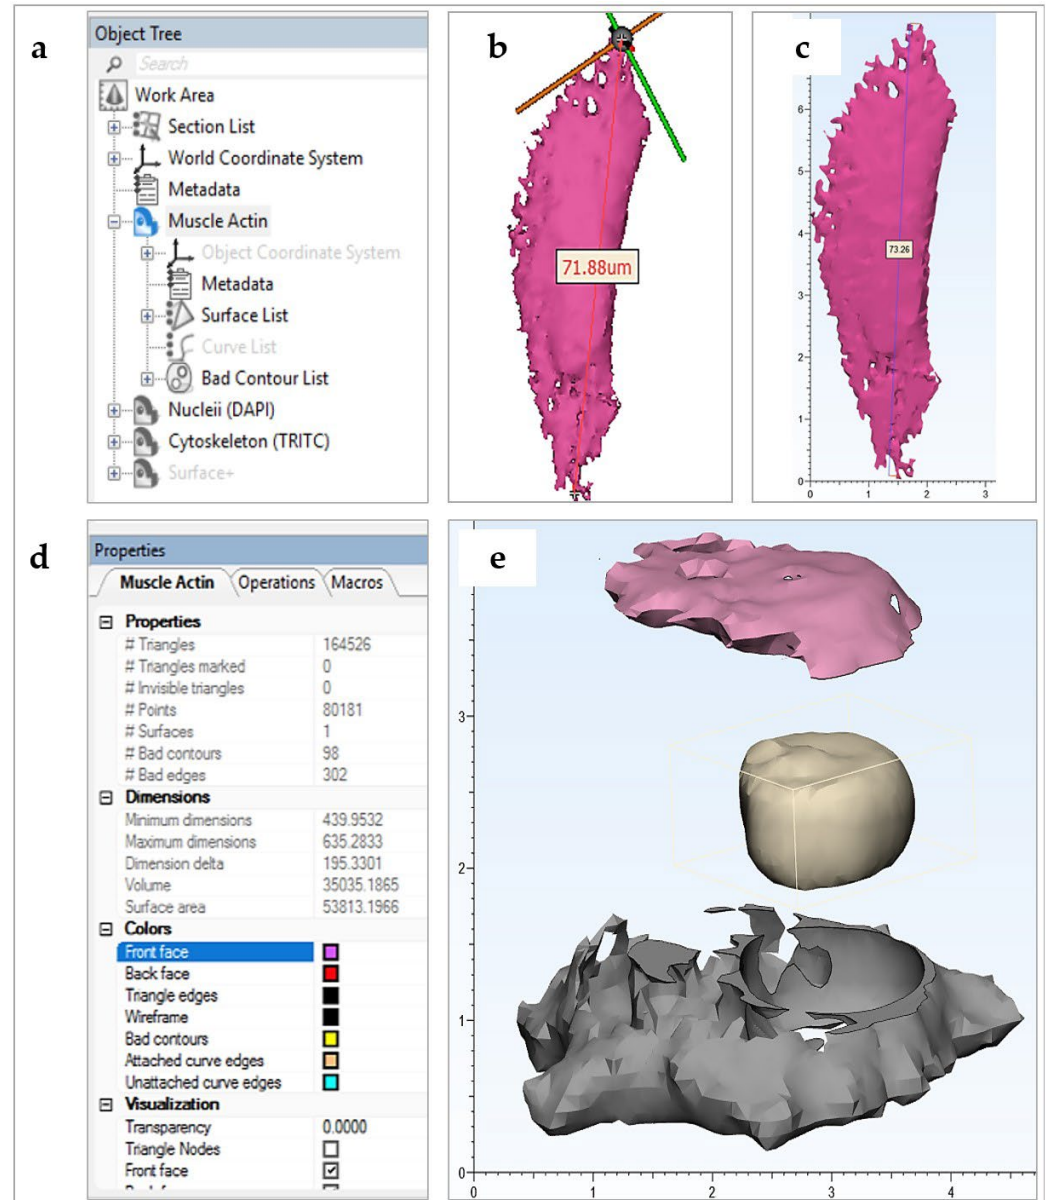 a
Object Tree
Search
Work Area
Section List
World Coordinate System
Metadata
Muscle Actin
Object Coordinate System
Metadata
Surface List
Curve List
Bad Contour List
Nucleii (DAPI)
Cytoskeleton (TRITC)
Surface+
b
71.88um
c
6
5
4
3
2
1
0
0 1 2 3
73.26
d
Properties
Muscle Actin Operations Macros
Properties
# Triangles 164526
# Triangles marked 0
# Invisible triangles 0
# Points 80181
# Surfaces 1
# Bad contours 98
# Bad edges 302
Dimensions
Minimum dimensions 439.9532
Maximum dimensions 635.2833
Dimension delta 195.3301
Volume 35035.1865
Surface area 53813.1966
Colors
Front face
Back face
Triangle edges
Wireframe
Bad contours
Attached curve edges
Unattached curve edges
Visualization
Transparency 0.0000
Triangle Nodes
Front face
e
3
2
1
0
0 1 2 3 4